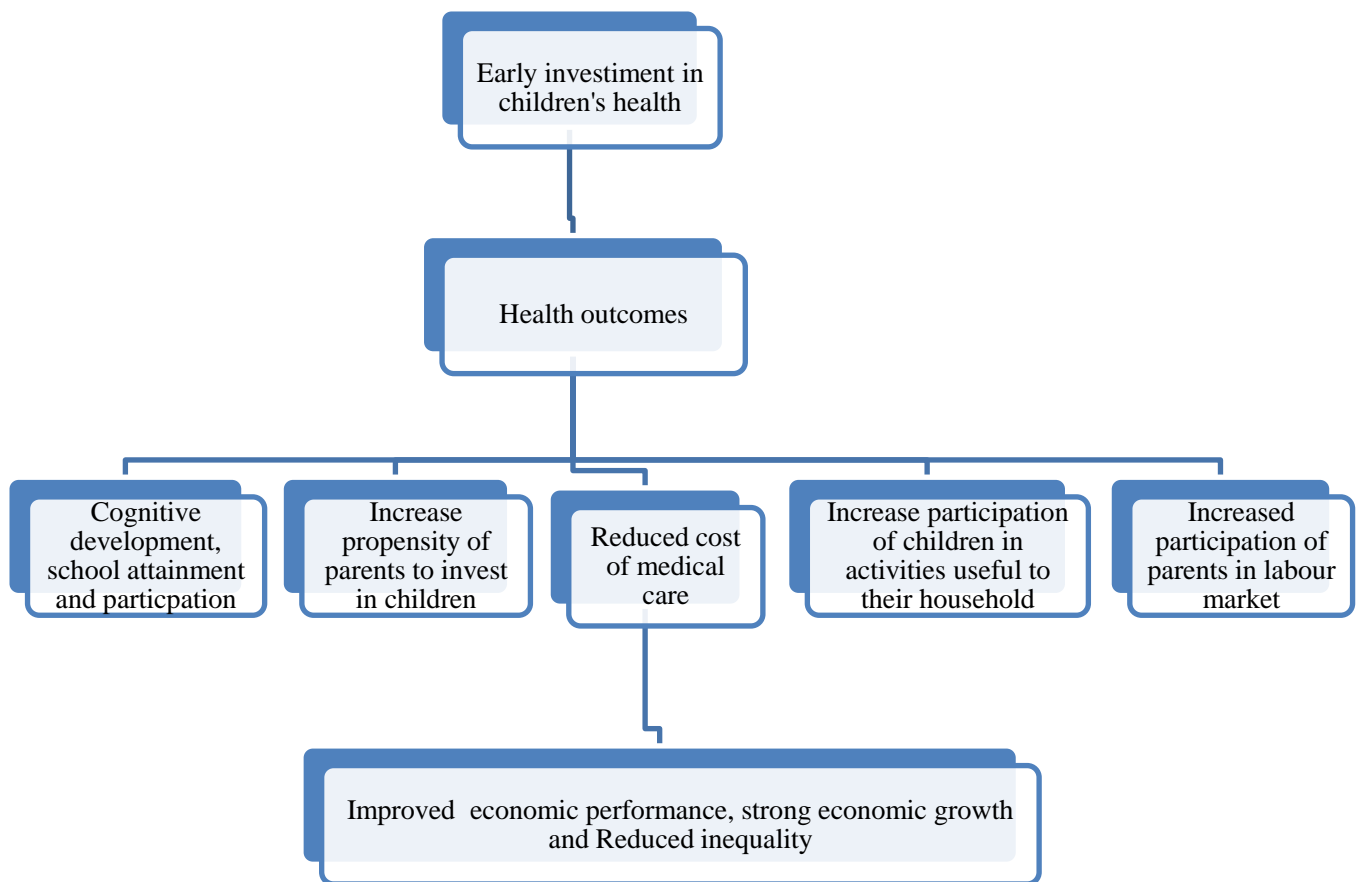 Early investiment in
children's health
Health outcomes
Cognitive
development,
school attainment
and particpation
Increase
propensity of
parents to invest
in children
Reduced cost
of medical
care
Increase participation
of children in
activities useful to
their household
Increased
participation of
parents in labour
market
Improved  economic performance, strong economic growth
and Reduced inequality